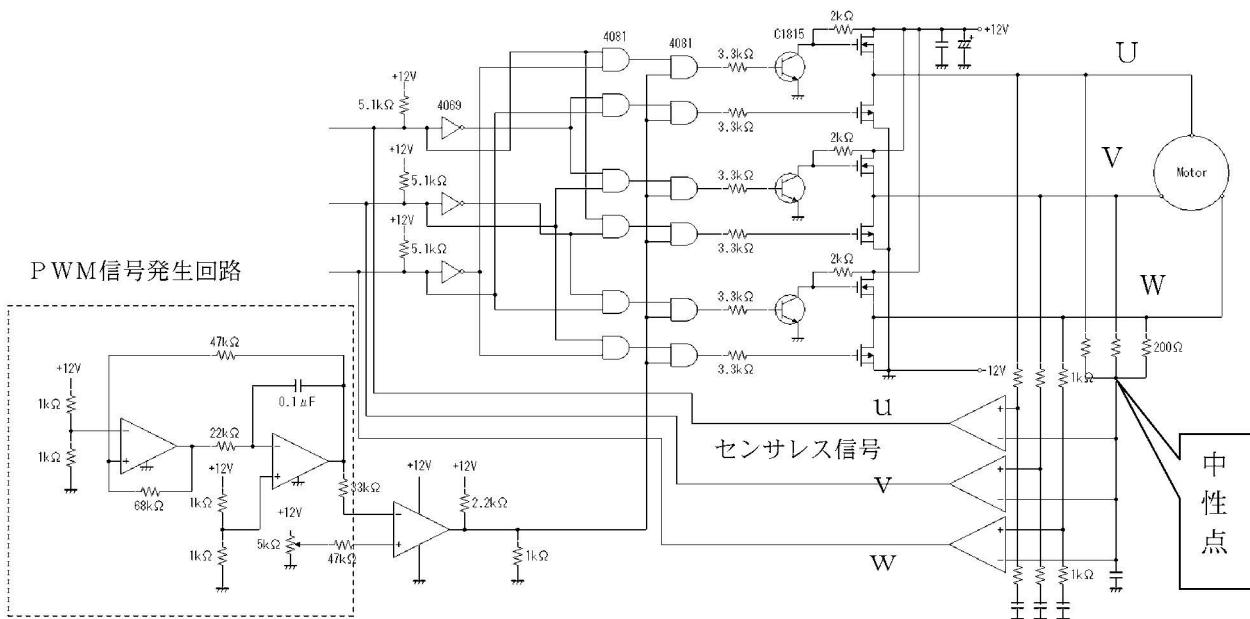 2kΩ
+12V
4081
4081
C1815
3.3kΩ
U
+12V
5.1kΩ
4069
3.3kΩ
2kΩ
V
Motor
+12V
5.1kΩ
3.3kΩ
+12V
5.1kΩ
3.3kΩ
2kΩ
W
PWM信号発生回路
3.3kΩ
47kΩ
200Ω
3.3kΩ
-12V
+12V
0.1μF
1kΩ
u
1kΩ
22kΩ
センサレス信号
中性点
1kΩ
+12V
68kΩ
1kΩ
33kΩ
+12V
+12V
2.2kΩ
v
+12V
5kΩ
47kΩ
1kΩ
1kΩ
w
1kΩ